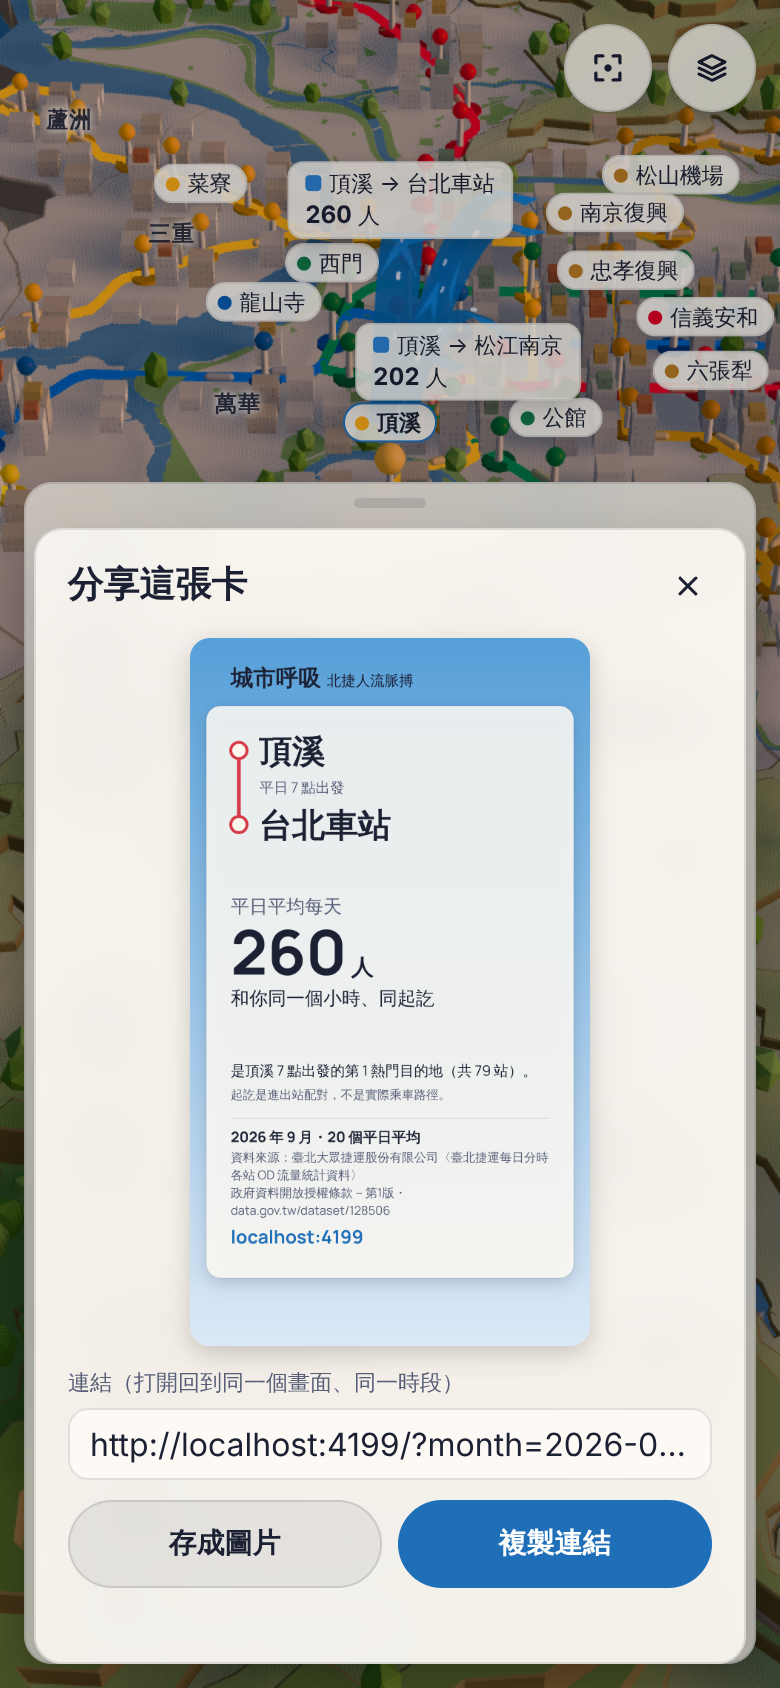 蘆洲
菜寮
頂溪 → 台北車站
260 人
松山機場
南京復興
三重
西門
忠孝復興
龍山寺
信義安和
頂溪 → 松江南京
202 人
六張犁
萬華
頂溪
公館
分享這張卡
城市呼吸 北捷人流脈搏
頂溪
平日 7 點出發
台北車站
平日平均每天
260 人
和你同一個小時、同起訖
是頂溪 7 點出發的第 1 熱門目的地（共 79 站）。
起訖是進出站配對，不是實際乘車路徑。
2026 年 9 月・20 個平日平均
資料來源：臺北大眾捷運股份有限公司〈臺北捷運每日分時
各站 OD 流量統計資料〉
政府資料開放授權條款－第1版・
data.gov.tw/dataset/128506
localhost:4199
連結（打開回到同一個畫面、同一時段）
http://localhost:4199/?month=2026-0...
存成圖片
複製連結